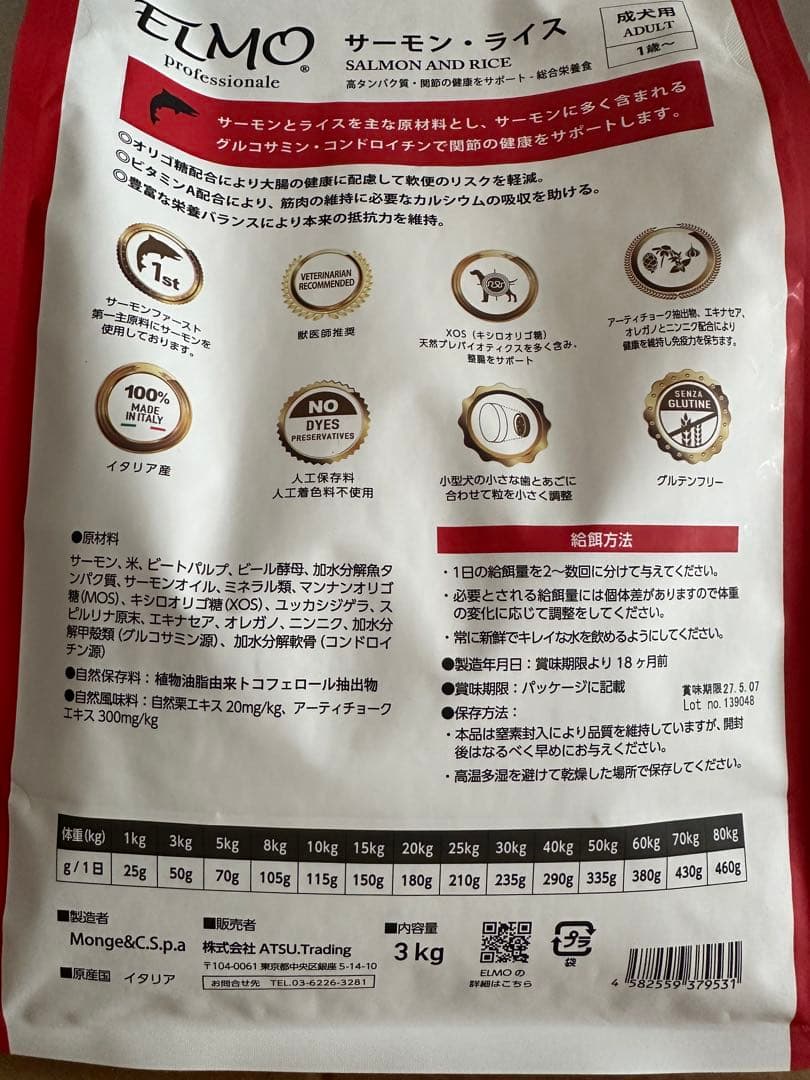 ELMO®
professionale
サーモン・ライス
SALMON AND RICE
高タンパク質・関節の健康をサポート - 総合栄養食
成犬用
ADULT
1歳～
サーモンとライスを主な原材料とし、サーモンに多く含まれる
グルコサミン・コンドロイチンで関節の健康をサポートします。
◎オリゴ糖配合により大腸の健康に配慮して軟便のリスクを軽減。
◎ビタミンA配合により、筋肉の維持に必要なカルシウムの吸収を助ける。
◎豊富な栄養バランスにより本来の抵抗力を維持。
1st
サーモンファースト
第一主原料にサーモンを
使用しております。
VETERINARIAN
RECOMMENDED
獣医師推奨
XOS（キシロオリゴ糖）
天然プレバイオティクスを多く含み、
整腸をサポート
アーティチョーク抽出物、エキナセア、
オレガノとニンニク配合により
健康を維持し免疫力を保ちます。
100%
MADE
IN ITALY
イタリア産
NO
DYES
PRESERVATIVES
人工保存料
人工着色料不使用
小型犬の小さな歯とあごに
合わせて粒を小さく調整
SENZA
GLUTINE
グルテンフリー
●原材料
サーモン、米、ビートパルプ、ビール酵母、加水分解魚タ
ンパク質、サーモンオイル、ミネラル類、マンナンオリゴ
糖(MOS)、キシロオリゴ糖(XOS)、ユッカシジゲラ、ス
ピルリナ原末、エキナセア、オレガノ、ニンニク、加水分
解甲殻類(グルコサミン源)、加水分解軟骨(コンドロイ
チン源)
●自然保存料：植物油脂由来トコフェロール抽出物
●自然風味料：自然栗エキス 20mg/kg、アーティチョーク
エキス 300mg/kg
給餌方法
・1日の給餌量を2～数回に分けて与えてください。
・必要とされる給餌量には個体差がありますので体重
の変化に応じて調整をしてください。
・常に新鮮でキレイな水を飲めるようにしてください。
●製造年月日：賞味期限より 18 ヶ月前
●賞味期限：パッケージに記載
賞味期限27.5.07
Lot no.139048
●保存方法：
・本品は窒素封入により品質を維持していますが、開封
後はなるべく早めにお与えください。
・高温多湿を避けて乾燥した場所で保存してください。
体重(kg) 1kg 3kg 5kg 8kg 10kg 15kg 20kg 25kg 30kg 40kg 50kg 60kg 70kg 80kg
g/1日 25g 50g 70g 105g 115g 150g 180g 210g 235g 290g 335g 380g 430g 460g
■製造者
Monge&C.S.p.a
■原産国 イタリア
■販売者
株式会社 ATSU.Trading
〒104-0061 東京都中央区銀座 5-14-10
お問合せ先 TEL.03-6226-3281
■内容量
3 kg
ELMO の
詳細はこちら
プラ
袋
4 582559 379531